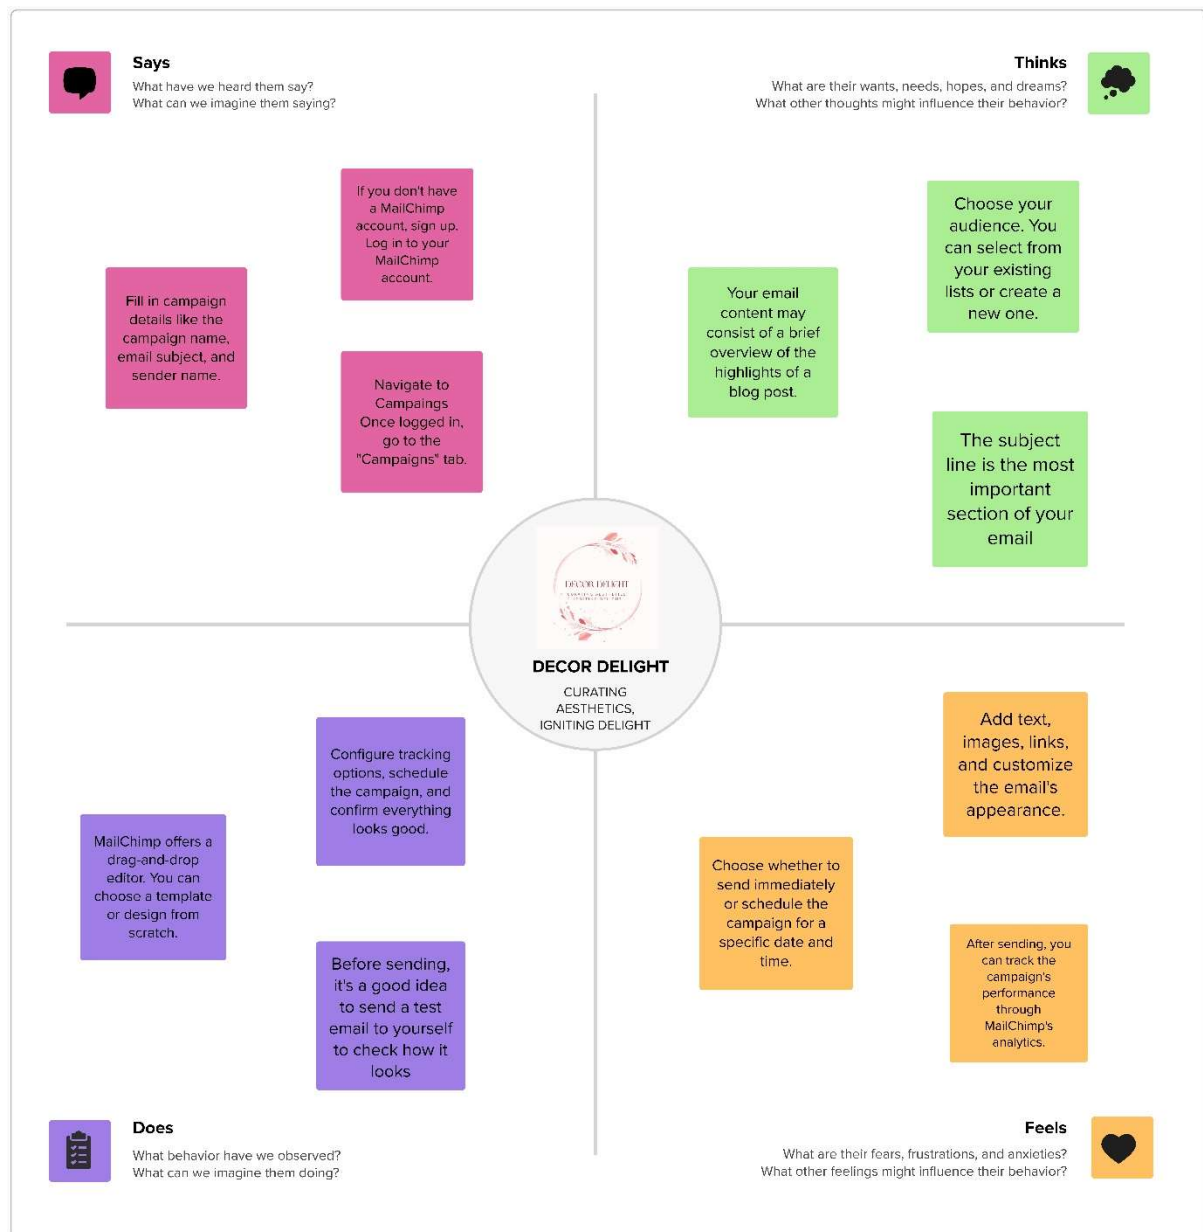 Says
What have we heard them say?
What can we imagine them saying?
Thinks
What are their wants, needs, hopes, and dreams?
What other thoughts might influence their behavior?
If you don't have
a MailChimp
account, sign up.
Log in to your
MailChimp
account.
Fill in campaign
details like the
campaign name,
email subject, and
sender name.
Navigate to
Campaings
Once logged in,
go to the
"Campaigns" tab.
Choose your
audience. You
can select from
your existing
lists or create a
new one.
Your email
content may
consist of a brief
overview of the
highlights of a
blog post.
The subject
line is the most
important
section of your
email
DECOR DELIGHT
DECOR DELIGHT
CURATING
AESTHETICS,
IGNITING DELIGHT
Configure tracking
options, schedule
the campaign, and
confirm everything
looks good.
MailChimp offers a
drag-and-drop
editor. You can
choose a template
or design from
scratch.
Before sending,
it's a good idea
to send a test
email to yourself
to check how it
looks
Add text,
images, links,
and customize
the email's
appearance.
Choose whether to
send immediately
or schedule the
campaign for a
specific date and
time.
After sending, you
can track the
campaign's
performance
through
MailChimp's
analytics.
Does
What behavior have we observed?
What can we imagine them doing?
Feels
What are their fears, frustrations, and anxieties?
What other feelings might influence their behavior?